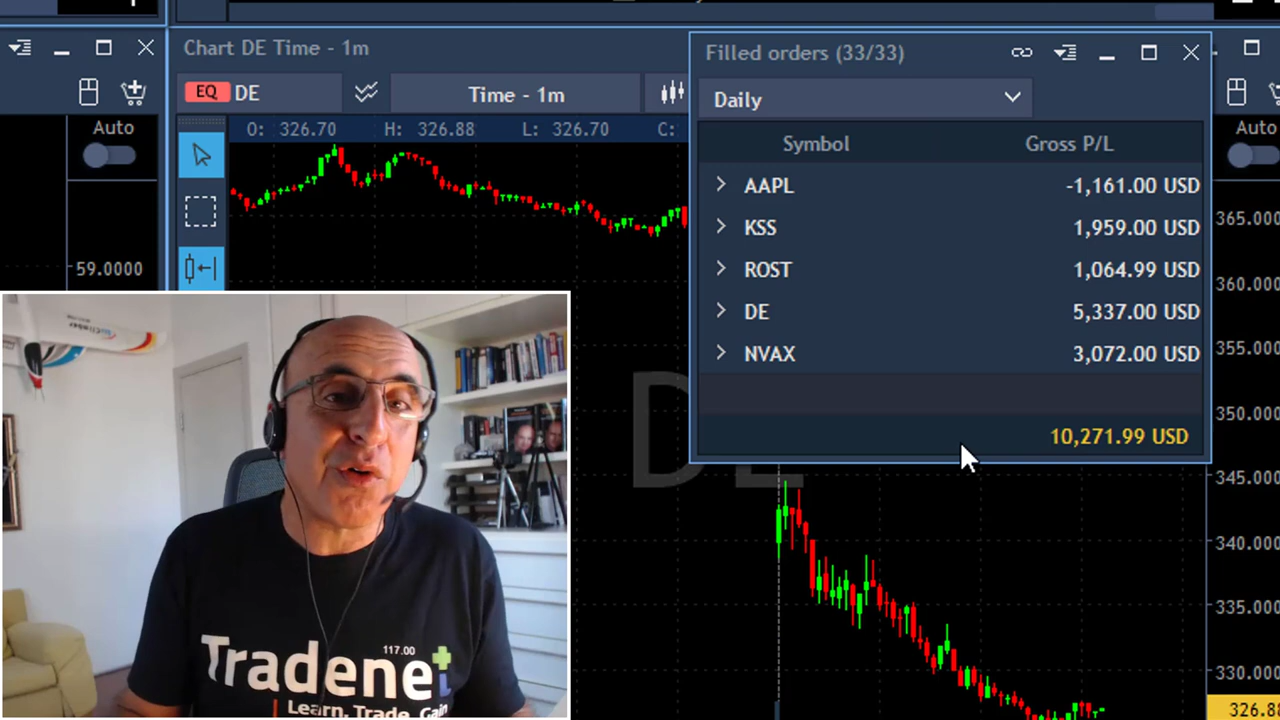 Chart DE Time - 1m
EQ DE
Time - 1m
O: 326.70 H: 326.88 L: 326.70 C:
Auto
59.0000
Filled orders (33/33)
Daily
Symbol Gross P/L
AAPL -1,161.00 USD
KSS 1,959.00 USD
ROST 1,064.99 USD
DE 5,337.00 USD
NVAX 3,072.00 USD
10,271.99 USD
Auto
365.000
360.000
355.000
350.000
345.000
340.000
335.000
330.000
326.88
DE
117.00
Tradenet
Learn. Trade. Gain